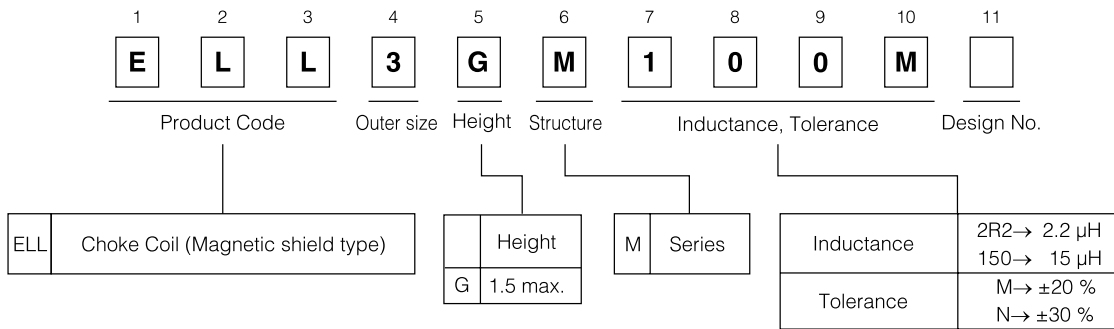 1 2 3 4 5 6 7 8 9 10 11
E L L 3 G M 1 0 0 M
Product Code Outer size Height Structure Inductance, Tolerance Design No.
ELL Choke Coil (Magnetic shield type)
Height
G 1.5 max.
M Series
Inductance 2R2→ 2.2 µH
150→ 15 µH
Tolerance M→ ±20 %
N→ ±30 %